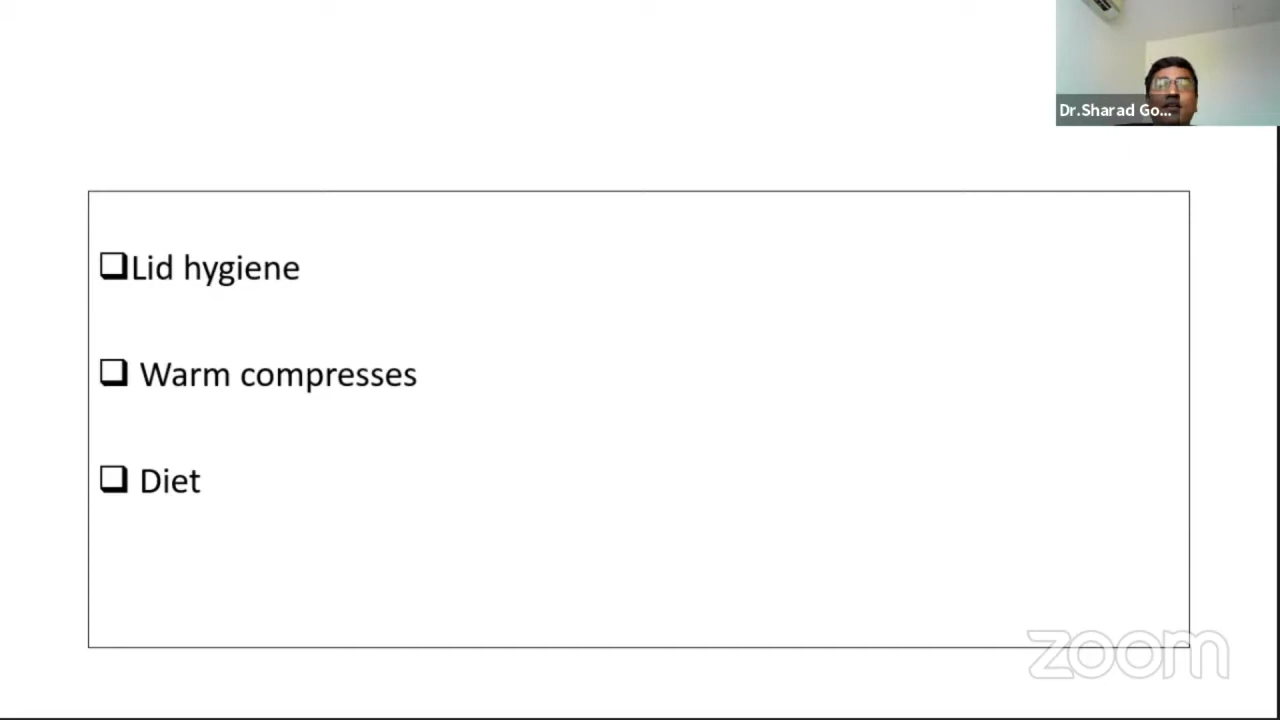 Dr.Sharad Go...
❑Lid hygiene
❑ Warm compresses
❑ Diet
zoom